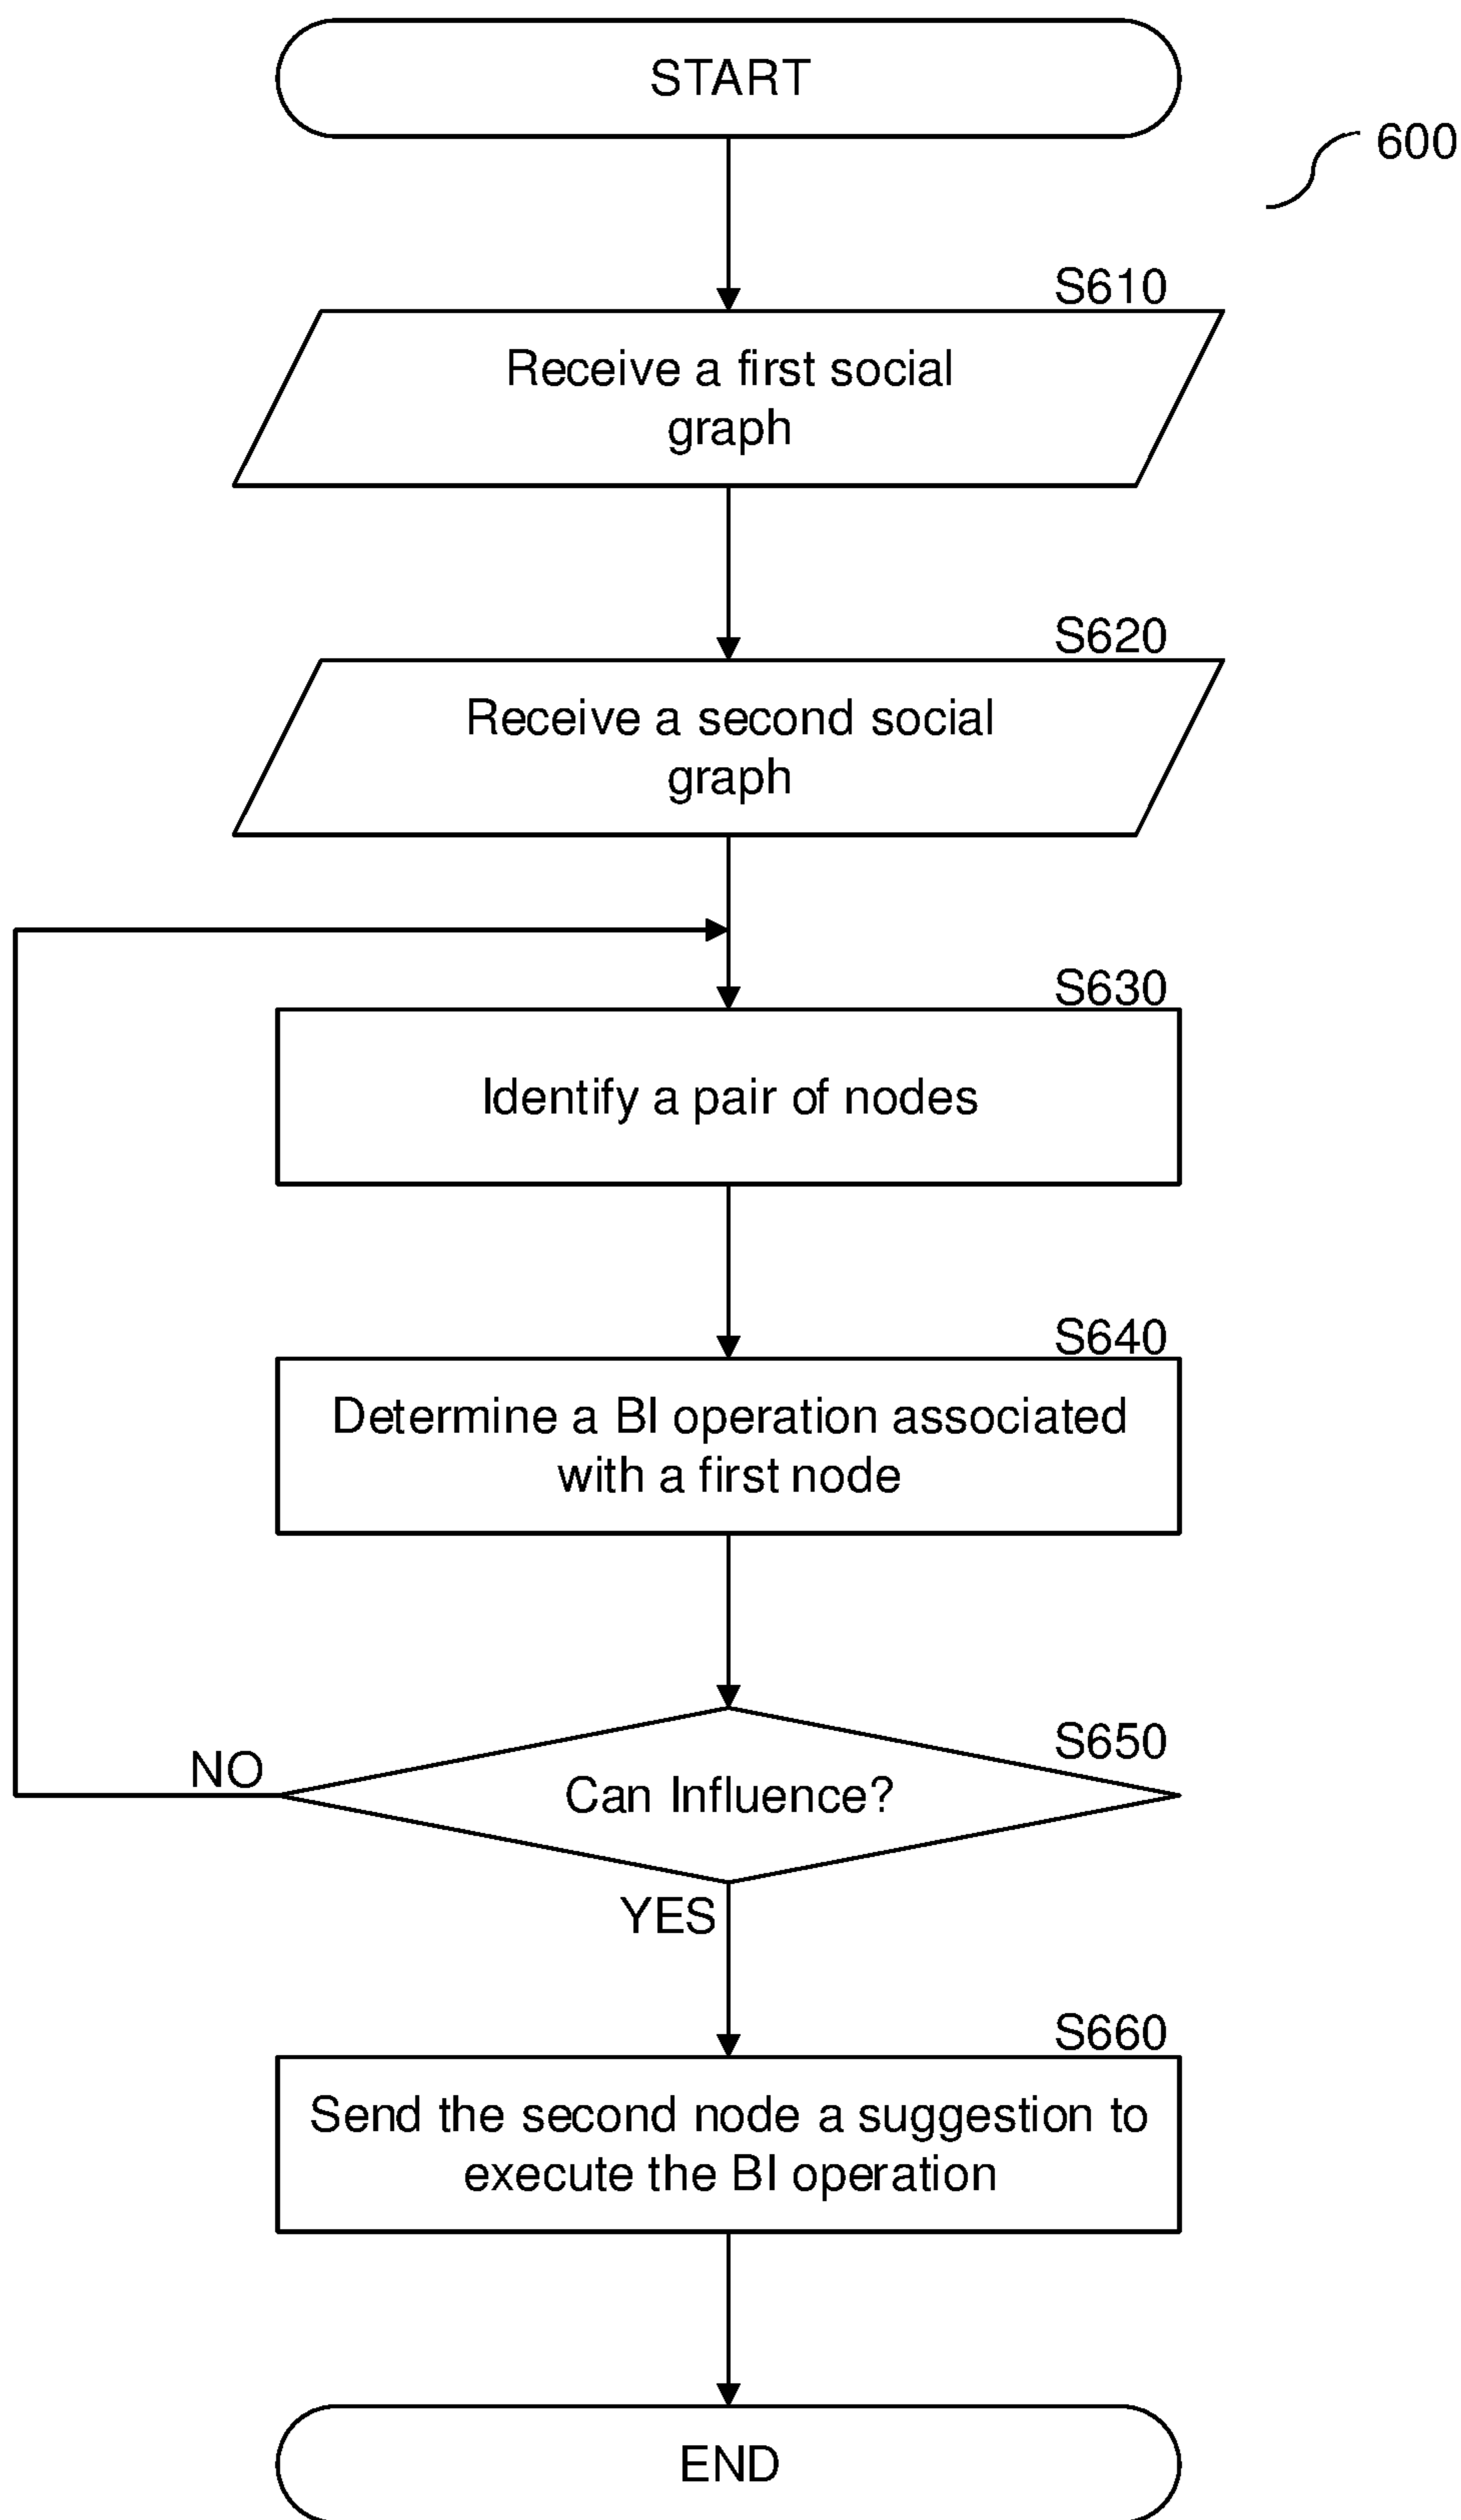 START
600
S610
Receive a first social
graph
S620
Receive a second social
graph
S630
Identify a pair of nodes
S640
Determine a BI operation associated
with a first node
S650
Can Influence?
NO
YES
S660
Send the second node a suggestion to
execute the BI operation
END